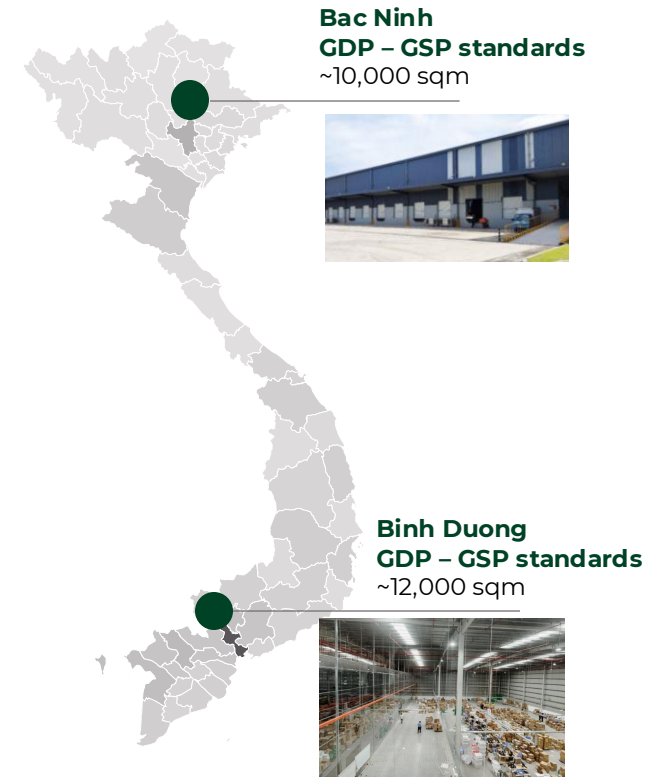 Bac Ninh
GDP – GSP standards
~10,000 sqm
Binh Duong
GDP – GSP standards
~12,000 sqm